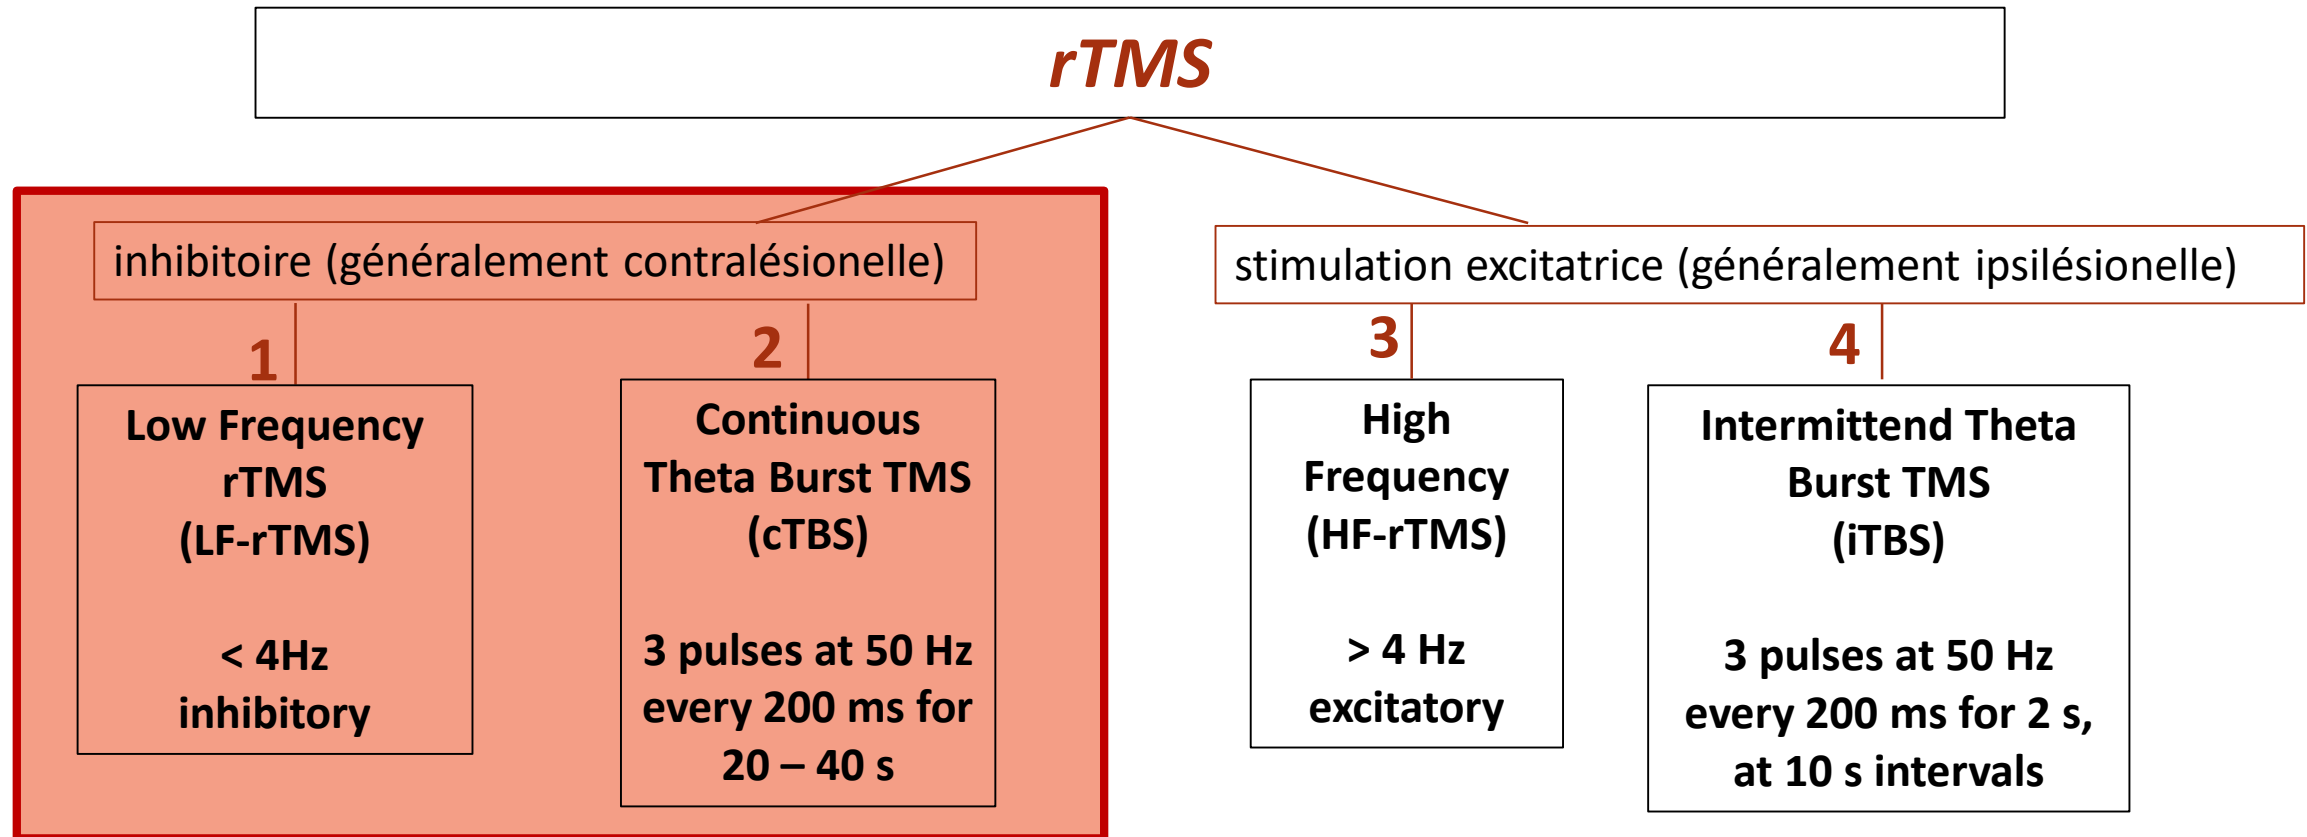 rTMS
inhibitoire (généralement contralésionelle)
stimulation excitatrice (généralement ipsilésionelle)
1
Low Frequency
rTMS
(LF-rTMS)
< 4Hz
inhibitory
2
Continuous
Theta Burst TMS
(cTBS)
3 pulses at 50 Hz
every 200 ms for
20 – 40 s
3
High
Frequency
(HF-rTMS)
> 4 Hz
excitatory
4
Intermittend Theta
Burst TMS
(iTBS)
3 pulses at 50 Hz
every 200 ms for 2 s,
at 10 s intervals